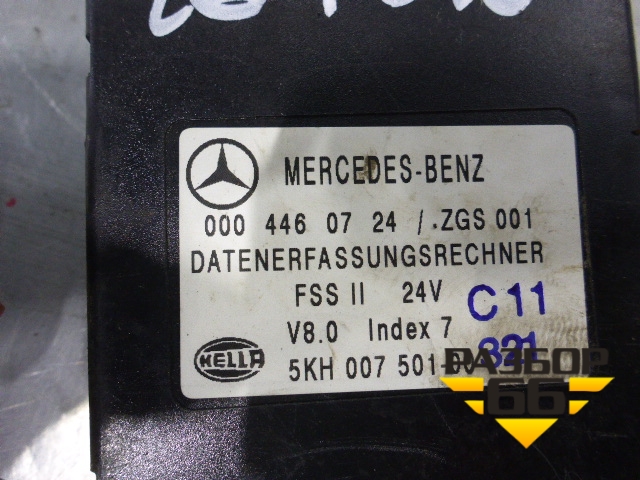 MERCEDES-BENZ
000 446 07 24 / .ZGS 001
DATENERFASSUNGSRECHNER
FSS II 24V
C11
V8.0 Index 7
321
HELLA
5KH 007 501
РАЗБОР
66